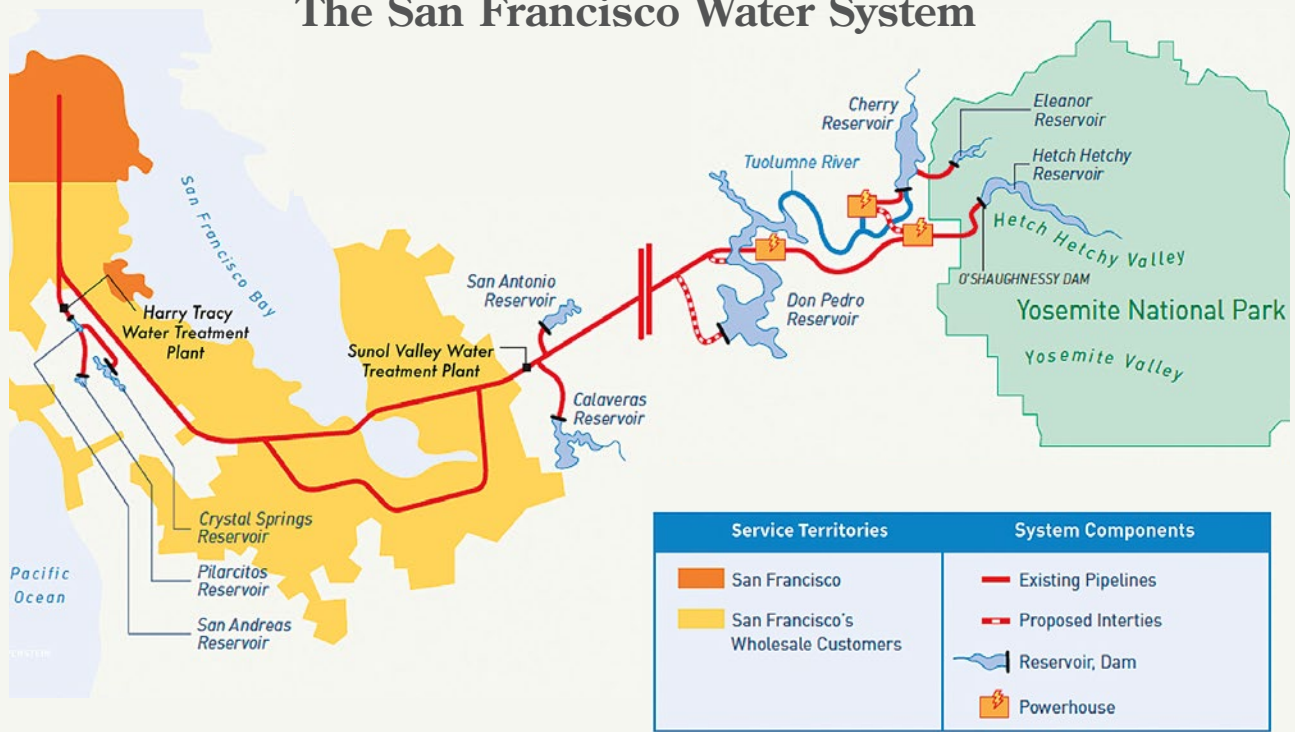 The San Francisco Water System
Cherry
Reservoir
Eleanor
Reservoir
Tuolumne River
Hetch Hetchy
Reservoir
San Francisco Bay
Hetch Hetchy Valley
O'SHAUGHNESSY DAM
San Antonio
Reservoir
Don Pedro
Reservoir
Yosemite National Park
Harry Tracy
Water Treatment
Plant
Sunol Valley Water
Treatment Plant
Yosemite Valley
Calaveras
Reservoir
Crystal Springs
Reservoir
Pilarcitos
Reservoir
San Andreas
Reservoir
Pacific
Ocean
Service Territories
San Francisco
San Francisco's
Wholesale Customers
System Components
Existing Pipelines
Proposed Interties
Reservoir, Dam
Powerhouse